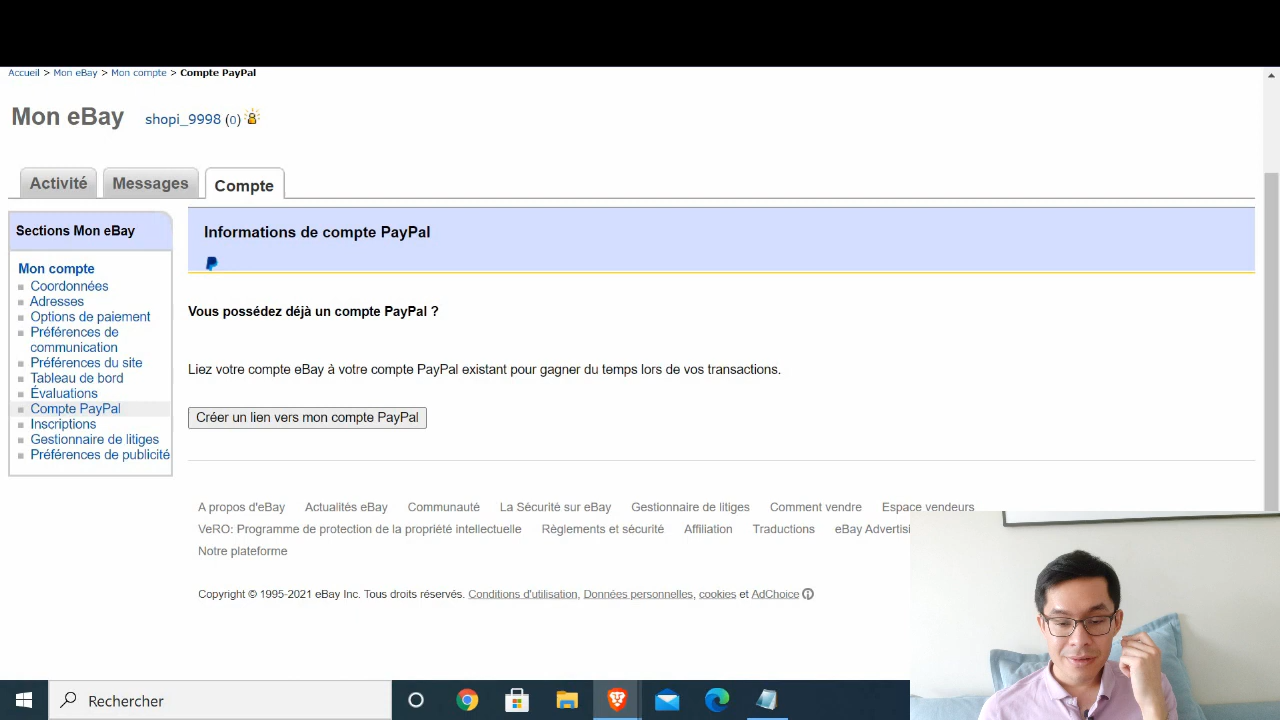 Accueil > Mon eBay > Mon compte > Compte PayPal
Mon eBay shopi_9998 (0)
Activité Messages Compte
Sections Mon eBay
Mon compte
Coordonnées
Adresses
Options de paiement
Préférences de
communication
Préférences du site
Tableau de bord
Évaluations
Compte PayPal
Inscriptions
Gestionnaire de litiges
Préférences de publicité
Informations de compte PayPal
Vous possédez déjà un compte PayPal ?
Liez votre compte eBay à votre compte PayPal existant pour gagner du temps lors de vos transactions.
Créer un lien vers mon compte PayPal
A propos d'eBay Actualités eBay Communauté La Sécurité sur eBay Gestionnaire de litiges Comment vendre Espace vendeurs
VeRO: Programme de protection de la propriété intellectuelle Règlements et sécurité Affiliation Traductions eBay Advertisi
Notre plateforme
Copyright © 1995-2021 eBay Inc. Tous droits réservés. Conditions d'utilisation, Données personnelles, cookies et AdChoice
Rechercher